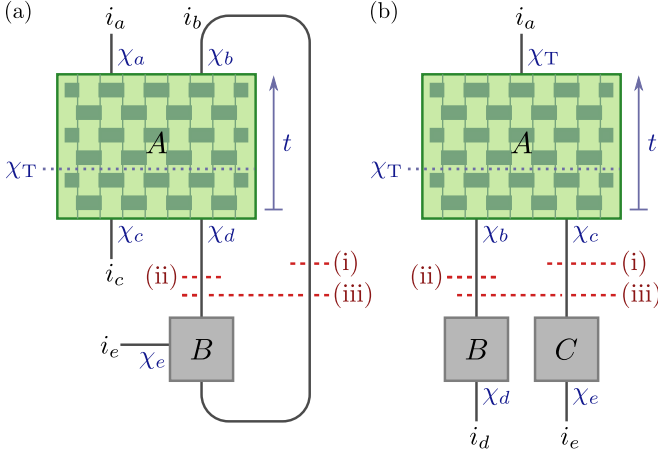 (a)
i_a
i_b
χ_a
χ_b
A
t
χ_T
χ_c
χ_d
i_c
(i)
(ii)
(iii)
i_e
χ_e
B
(b)
i_a
χ_T
A
t
χ_T
χ_b
χ_c
(i)
(ii)
(iii)
B
C
χ_d
χ_e
i_d
i_e